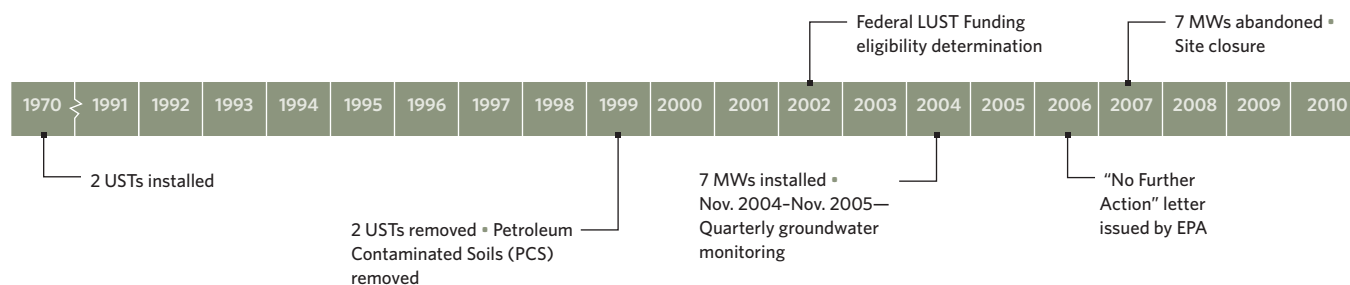 Federal LUST Funding
eligibility determination
7 MWs abandoned ▪
Site closure
1970 1991 1992 1993 1994 1995 1996 1997 1998 1999 2000 2001 2002 2003 2004 2005 2006 2007 2008 2009 2010
2 USTs installed
2 USTs removed ▪ Petroleum
Contaminated Soils (PCS)
removed
7 MWs installed ▪
Nov. 2004–Nov. 2005—
Quarterly groundwater
monitoring
“No Further
Action” letter
issued by EPA